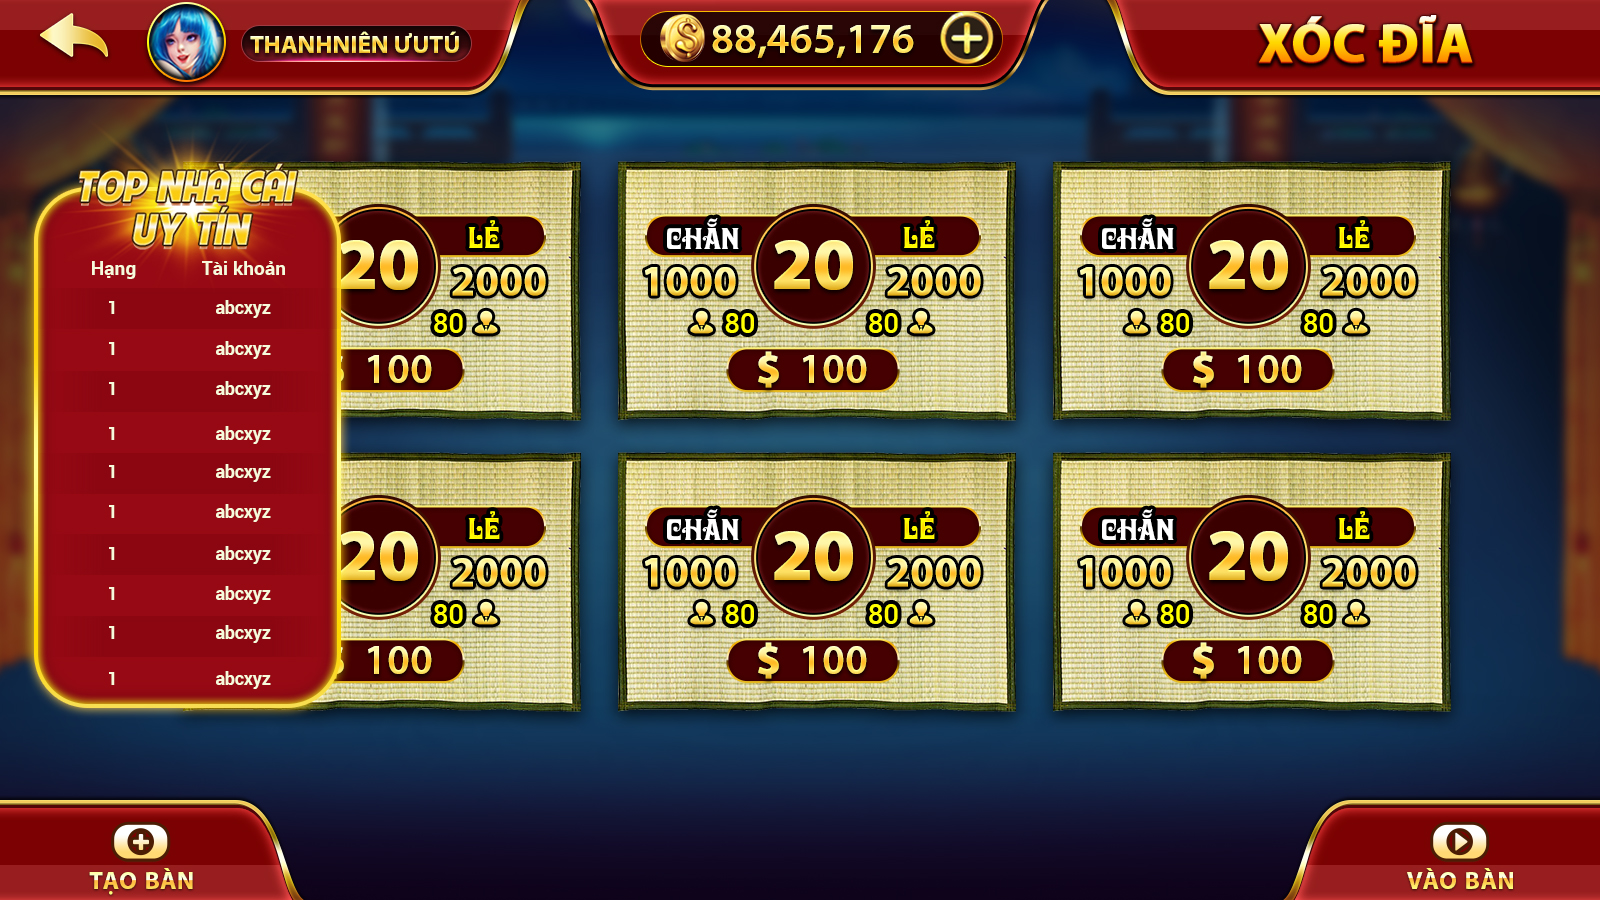 THANHNIÊN ƯUTÚ
88,465,176
XÓC ĐĨA
TOP NHÀ CÁI
UY TÍN
Hạng Tài khoản
1 abcxyz
1 abcxyz
1 abcxyz
1 abcxyz
1 abcxyz
1 abcxyz
1 abcxyz
1 abcxyz
1 abcxyz
1 abcxyz
20 LẺ
2000
80
$ 100
CHẴN 20 LẺ
1000 2000
80 80
$ 100
CHẴN 20 LẺ
1000 2000
80 80
$ 100
20 LẺ
2000
80
$ 100
CHẴN 20 LẺ
1000 2000
80 80
$ 100
CHẴN 20 LẺ
1000 2000
80 80
$ 100
TẠO BÀN
VÀO BÀN